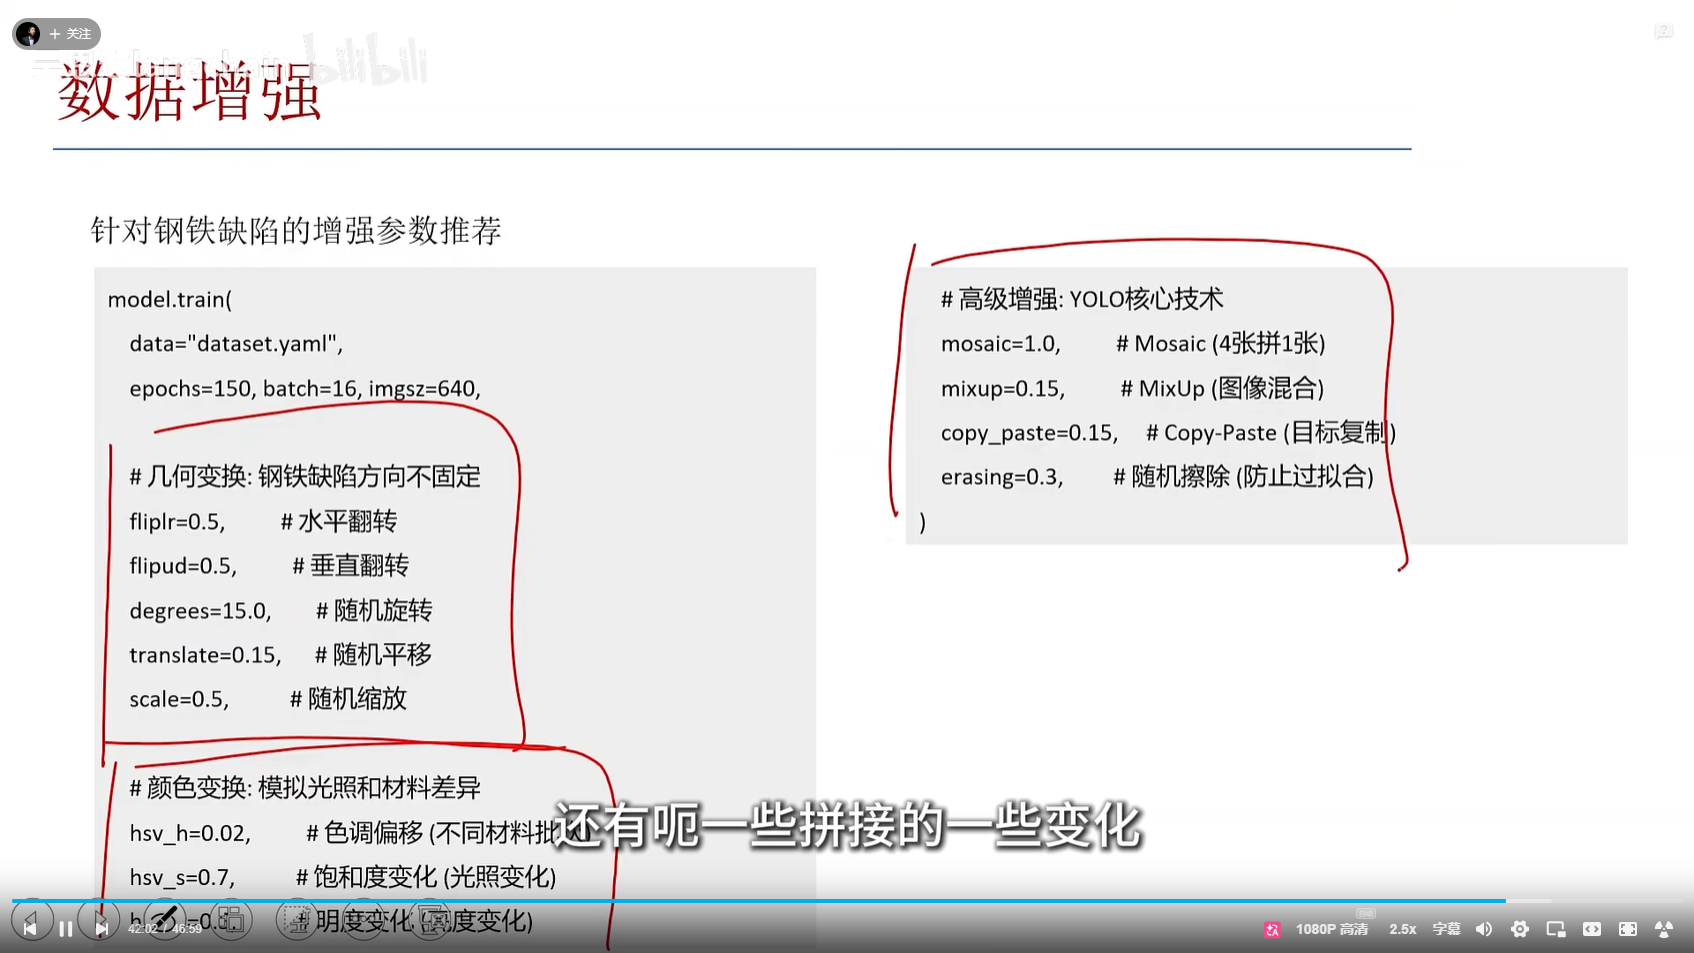 + 关注
bilibili
数据增强
针对钢铁缺陷的增强参数推荐
model.train(
data="dataset.yaml",
epochs=150, batch=16, imgsz=640,
# 几何变换: 钢铁缺陷方向不固定
fliplr=0.5, # 水平翻转
flipud=0.5, # 垂直翻转
degrees=15.0, # 随机旋转
translate=0.15, # 随机平移
scale=0.5, # 随机缩放
# 颜色变换: 模拟光照和材料差异
hsv_h=0.02, # 色调偏移 (不同材料批
hsv_s=0.7, # 饱和度变化 (光照变化)
# 明度变化
# 高级增强: YOLO核心技术
mosaic=1.0, # Mosaic (4张拼1张)
mixup=0.15, # MixUp (图像混合)
copy_paste=0.15, # Copy-Paste (目标复制)
erasing=0.3, # 随机擦除 (防止过拟合)
)
还有呃一些拼接的一些变化
42:02 / 46:59
1080P 高清
2.5x
字幕